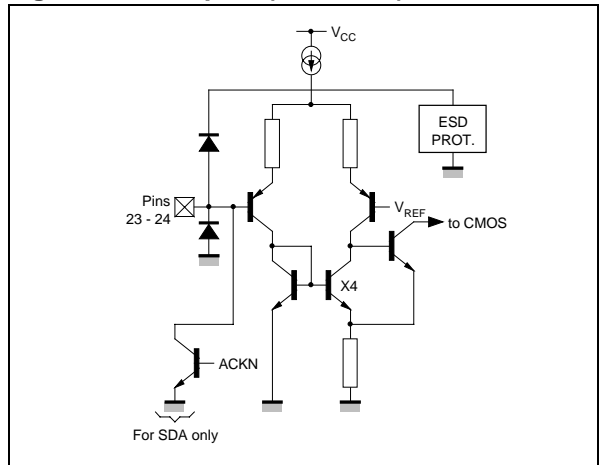 VCC
ESD
PROT.
Pins
23 - 24
VREF
to CMOS
X4
ACKN
For SDA only